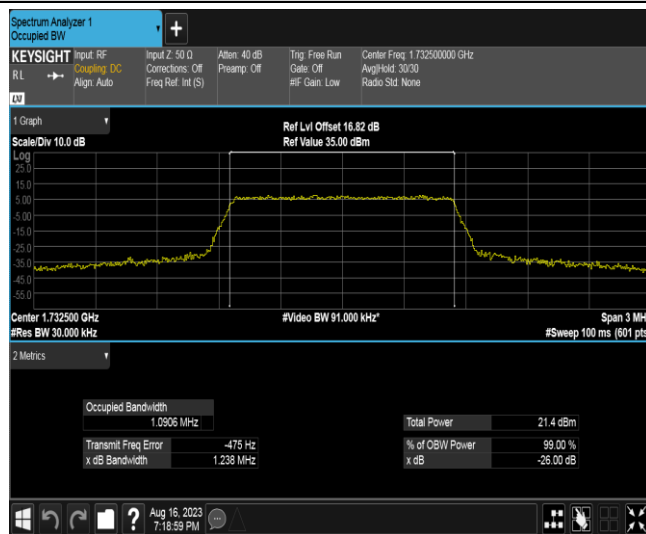 Spectrum Analyzer 1
Occupied BW
KEYSIGHT
RL
LXI
Input: RF
Coupling: DC
Align: Auto
Input Z: 50 Ω
Corrections: Off
Freq Ref: Int (S)
Atten: 40 dB
Preamp: Off
Trig: Free Run
Gate: Off
#IF Gain: Low
Center Freq: 1.732500000 GHz
Avg|Hold: 30/30
Radio Std: None
1 Graph
Scale/Div 10.0 dB
Ref Lvl Offset 16.82 dB
Ref Value 35.00 dBm
Log
25.0
15.0
5.00
-5.00
-15.0
-25.0
-35.0
-45.0
-55.0
Center 1.732500 GHz
#Res BW 30.000 kHz
#Video BW 91.000 kHz*
Span 3 MH
#Sweep 100 ms (601 pts
2 Metrics
Occupied Bandwidth
1.0906 MHz
Transmit Freq Error -475 Hz
x dB Bandwidth 1.238 MHz
Total Power 21.4 dBm
% of OBW Power 99.00 %
x dB -26.00 dB
Aug 16, 2023
7:18:59 PM